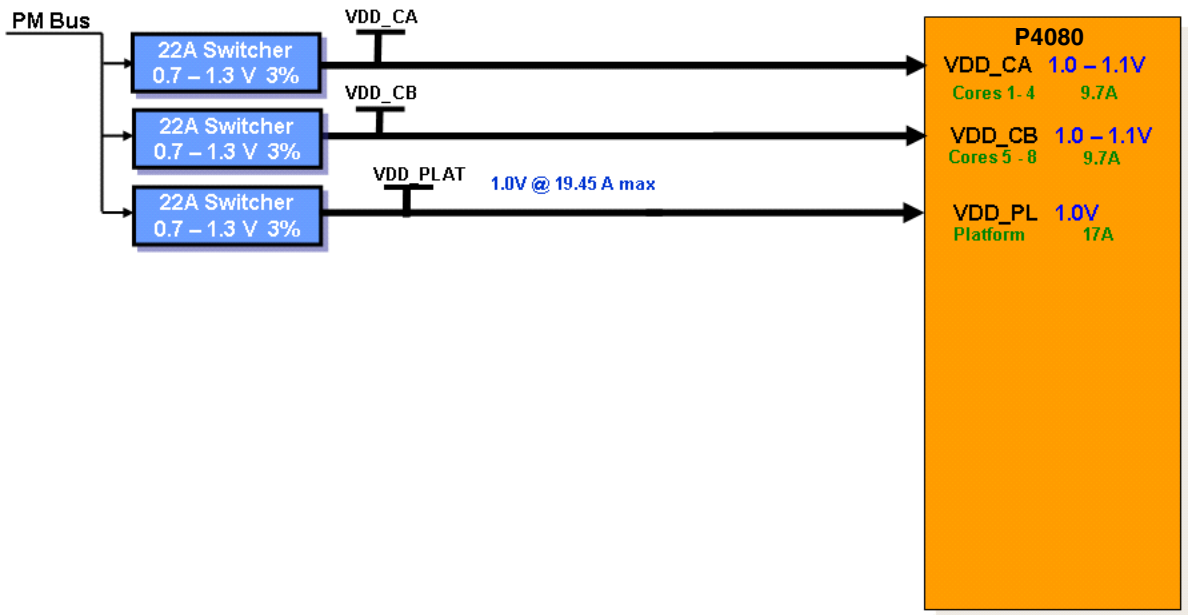 PM Bus
VDD_CA
22A Switcher
0.7 – 1.3 V 3%
P4080
VDD_CA 1.0 – 1.1V
Cores 1- 4 9.7A
VDD_CB
22A Switcher
0.7 – 1.3 V 3%
VDD_CB 1.0 – 1.1V
Cores 5 - 8 9.7A
VDD_PLAT
1.0V @ 19.45 A max
22A Switcher
0.7 – 1.3 V 3%
VDD_PL 1.0V
Platform 17A